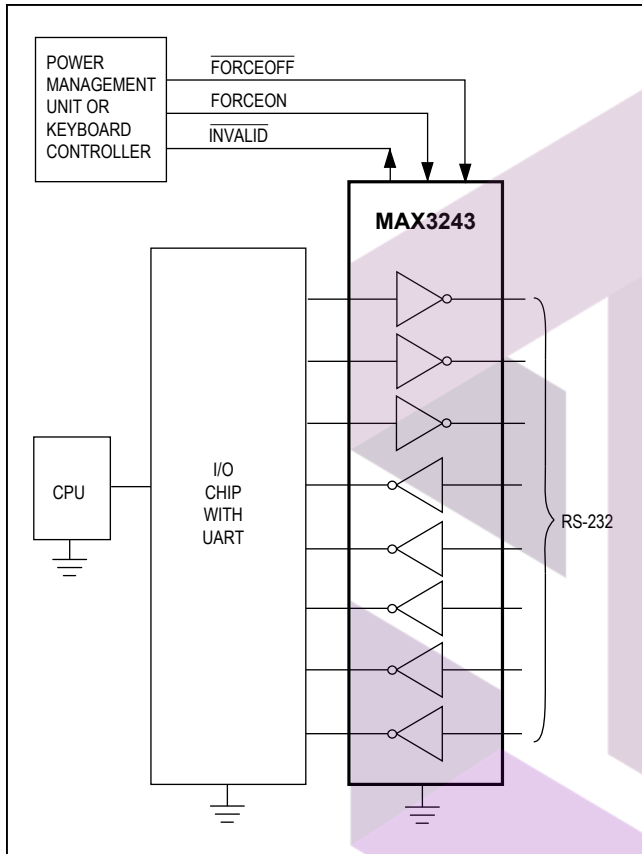 POWER
MANAGEMENT
UNIT OR
KEYBOARD
CONTROLLER
FORCEOFF
FORCEON
INVALID
MAX3243
CPU
I/O
CHIP
WITH
UART
RS-232